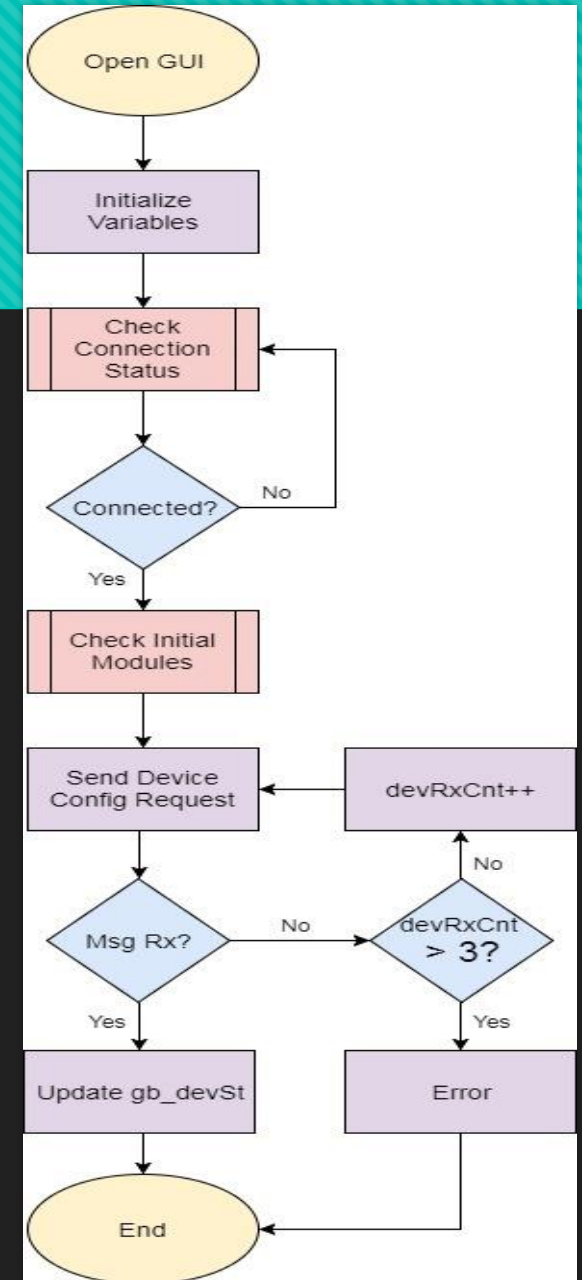 Open GUI
Initialize
Variables
Check
Connection
Status
Connected?
No
Yes
Check Initial
Modules
Send Device
Config Request
devRxCnt++
No
Msg Rx?
No
devRxCnt
> 3?
Yes
Yes
Update gb_devSt
Error
End